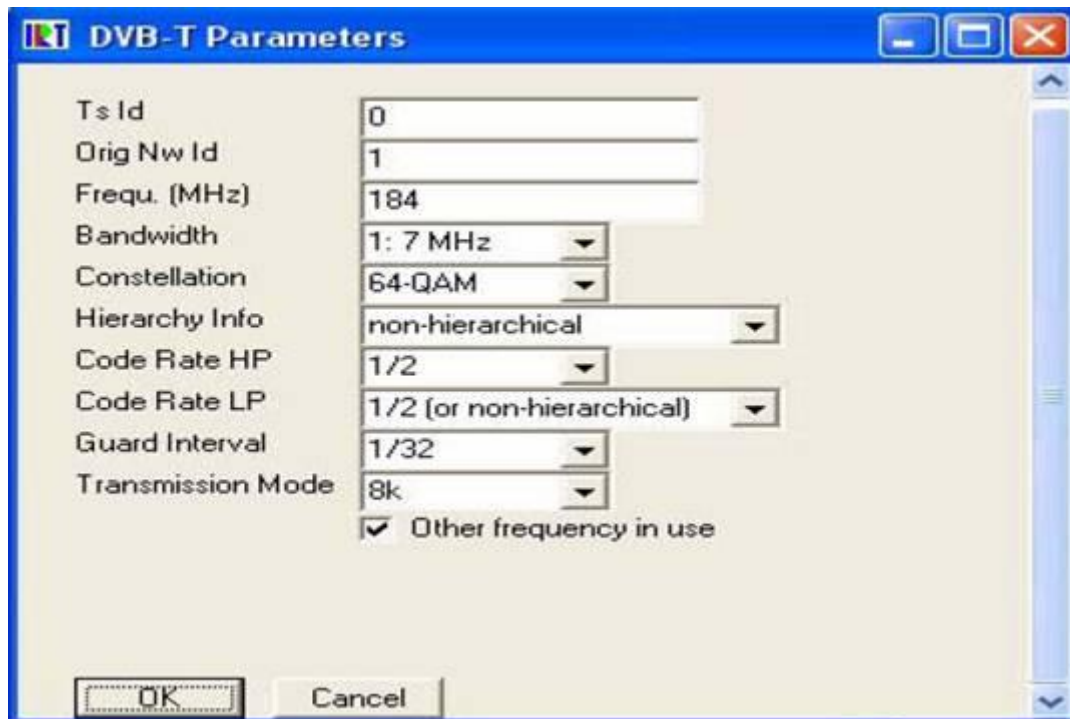 IRT DVB-T Parameters
Ts Id 0
Orig Nw Id 1
Frequ. (MHz) 184
Bandwidth 1: 7 MHz
Constellation 64-QAM
Hierarchy Info non-hierarchical
Code Rate HP 1/2
Code Rate LP 1/2 (or non-hierarchical)
Guard Interval 1/32
Transmission Mode 8k
Other frequency in use
OK Cancel